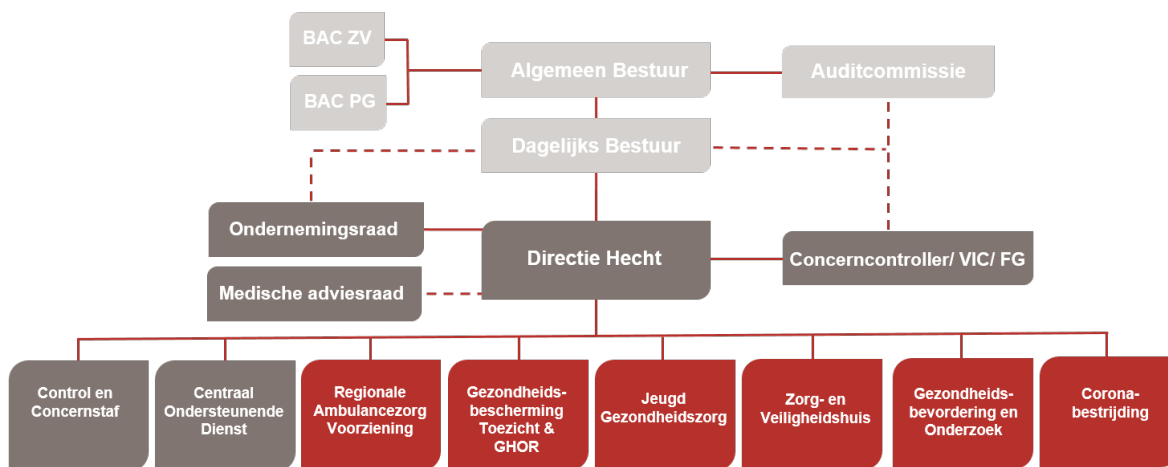 BAC ZV
BAC PG
Algemeen Bestuur
Auditcommissie
Dagelijks Bestuur
Ondernemingsraad
Medische adviesraad
Directie Hecht
Concerncontroller/ VIC/ FG
Control en
Concernstaf
Centraal
Ondersteunende
Dienst
Regionale
Ambulancezorg
Voorziening
Gezondheids-
bescherming
Toezicht &
GHOR
Jeugd
Gezondheidszorg
Zorg- en
Veiligheidshuis
Gezondheids-
bevordering en
Onderzoek
Corona-
bestrijding